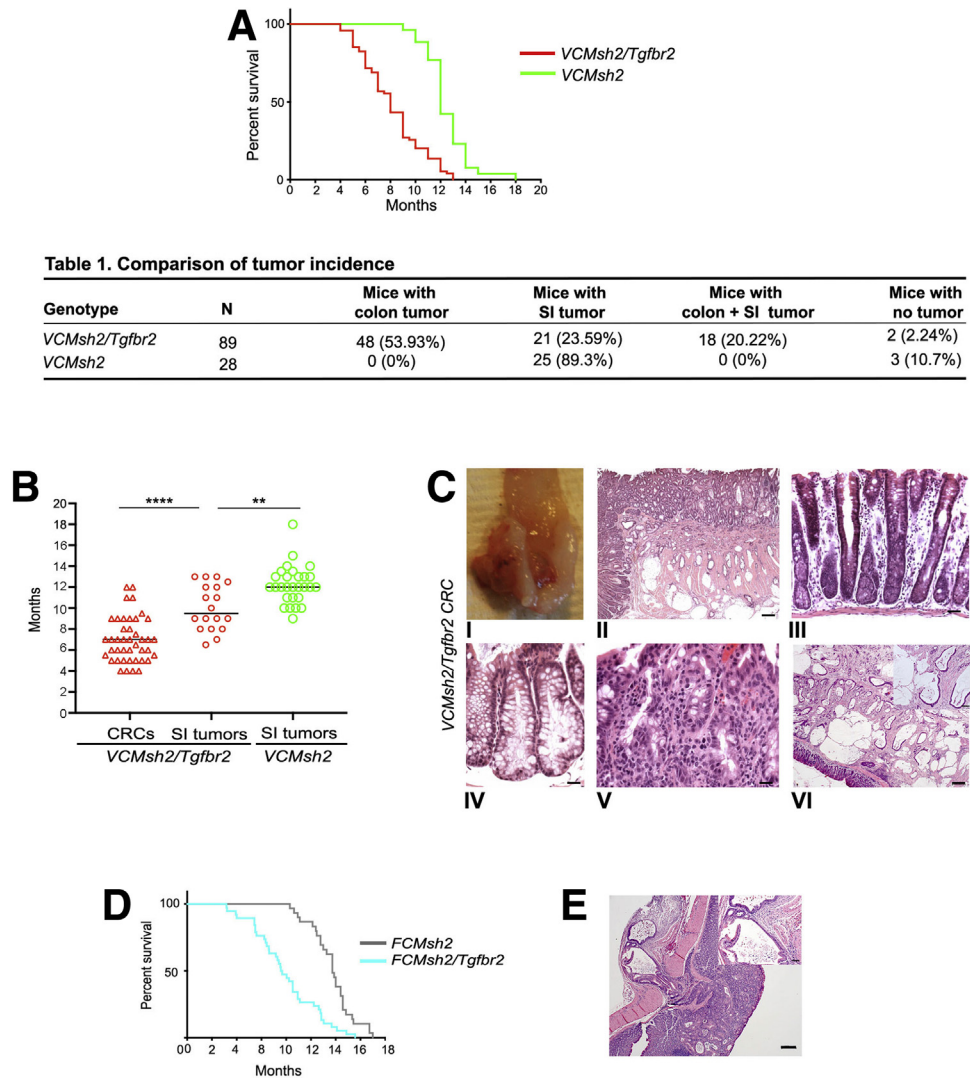 A
100
50
0
Percent survival
0 2 4 6 8 10 12 14 16 18 20
Months
VCMsh2/Tgfbr2
VCMsh2
Table 1. Comparison of tumor incidence
Genotype N Mice with colon tumor Mice with SI tumor Mice with colon + SI tumor Mice with no tumor
VCMsh2/Tgfbr2 89 48 (53.93%) 21 (23.59%) 18 (20.22%) 2 (2.24%)
VCMsh2 28 0 (0%) 25 (89.3%) 0 (0%) 3 (10.7%)
B
**** **
20
18
16
14
12
10
8
6
4
2
0
Months
CRCs SI tumors SI tumors
VCMsh2/Tgfbr2 VCMsh2
C
VCMsh2/Tgfbr2 CRC
I II III
IV V VI
D
100
50
Percent survival
00 2 4 6 8 10 12 14 16 18
Months
FCMsh2
FCMsh2/Tgfbr2
E